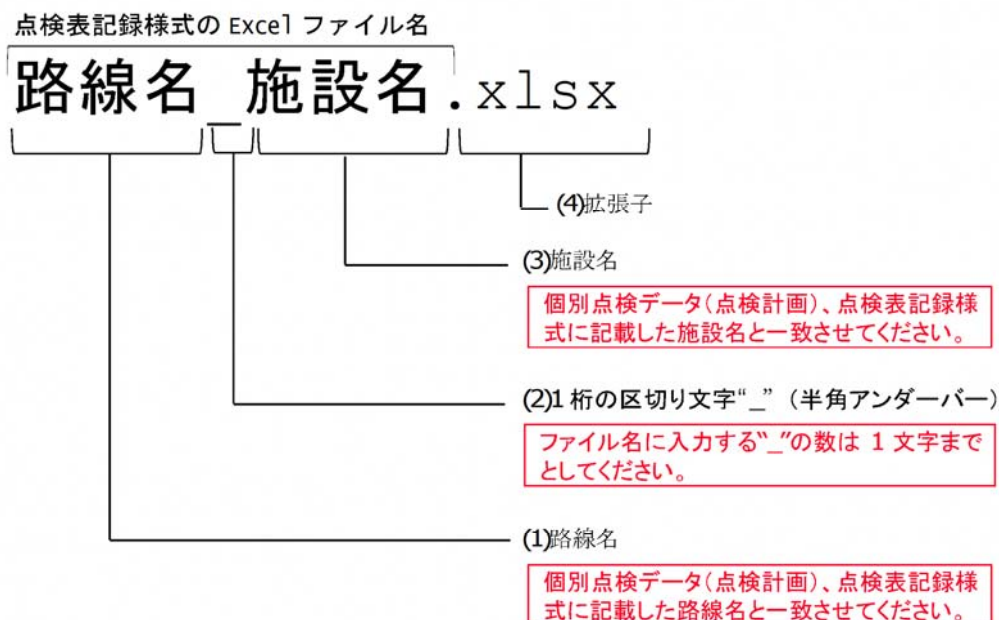 点検表記録様式の Excel ファイル名
路線名_施設名.xlsx
(4)拡張子
(3)施設名
個別点検データ(点検計画)、点検表記録様
式に記載した施設名と一致させてください。
(2)1 桁の区切り文字“_” (半角アンダーバー)
ファイル名に入力する“_”の数は 1 文字まで
としてください。
(1)路線名
個別点検データ(点検計画)、点検表記録様
式に記載した路線名と一致させてください。